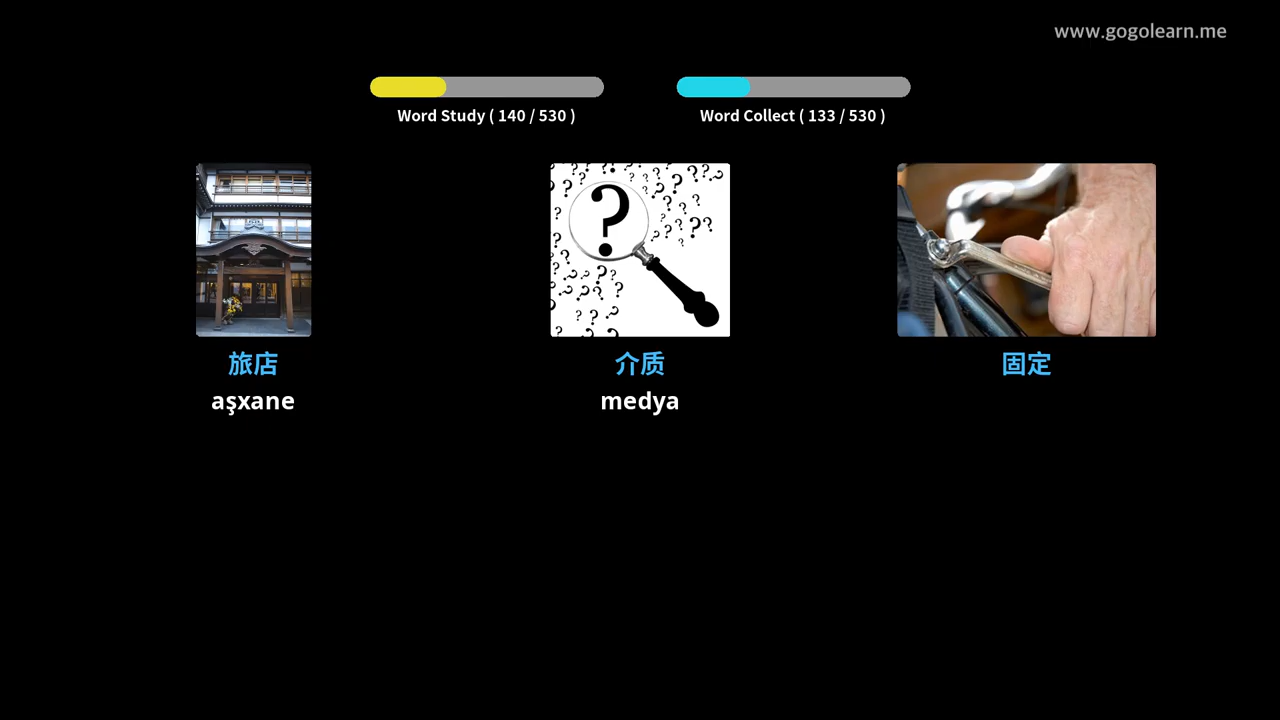 www.gogolearn.me
Word Study ( 140 / 530 )
Word Collect ( 133 / 530 )
旅店
介质
固定
aşxane
medya